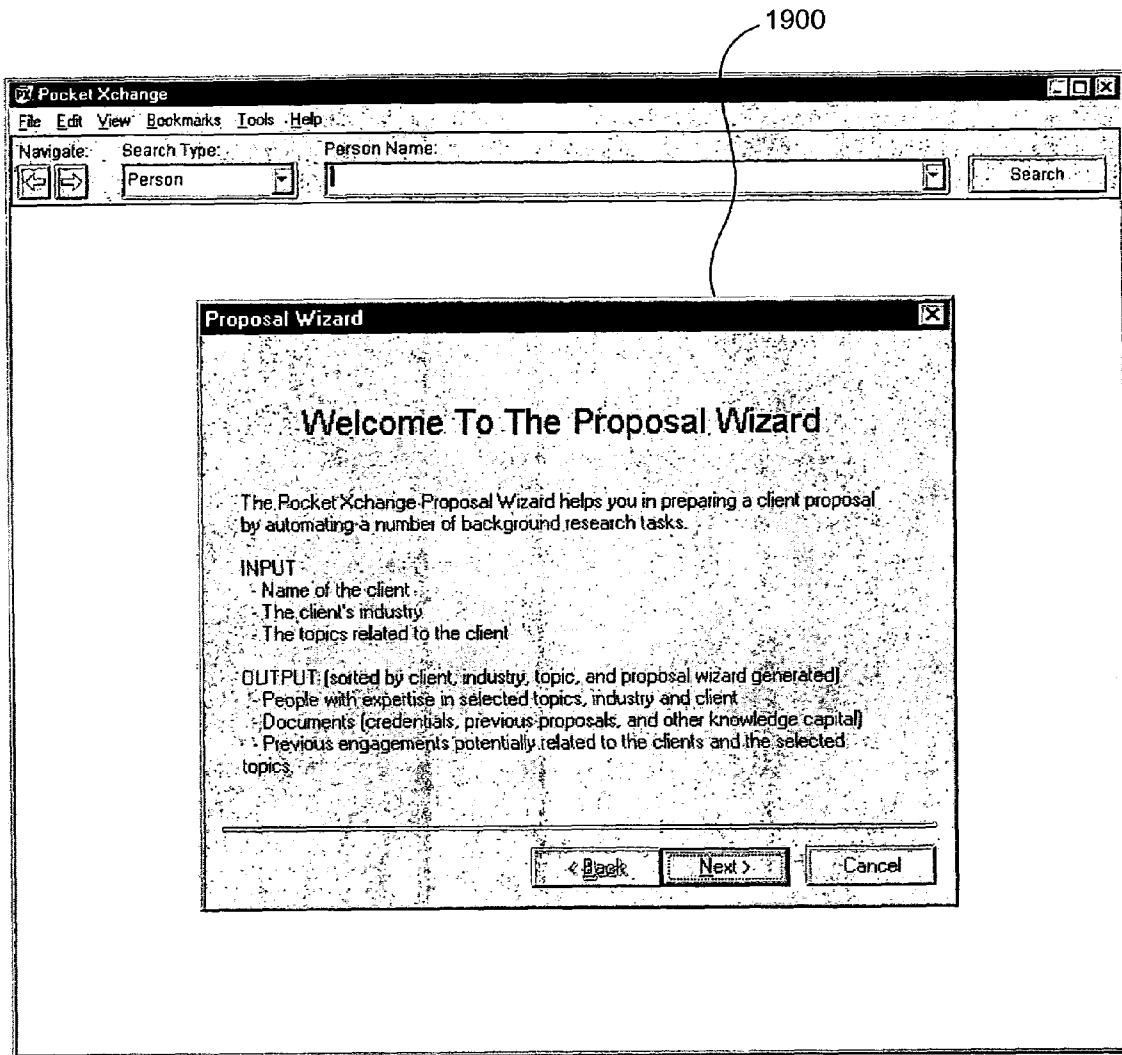 1900
Pocket Xchange
File Edit View Bookmarks Tools Help
Navigate: Search Type: Person Name:
Person Search
Proposal Wizard
Welcome To The Proposal Wizard
The Pocket Xchange Proposal Wizard helps you in preparing a client proposal
by automating a number of background research tasks.
INPUT
- Name of the client
- The client's industry
- The topics related to the client
OUTPUT (sorted by client, industry, topic, and proposal wizard generated)
- People with expertise in selected topics, industry and client
- Documents (credentials, previous proposals, and other knowledge capital)
- Previous engagements potentially related to the clients and the selected
topics.
< Back Next > Cancel